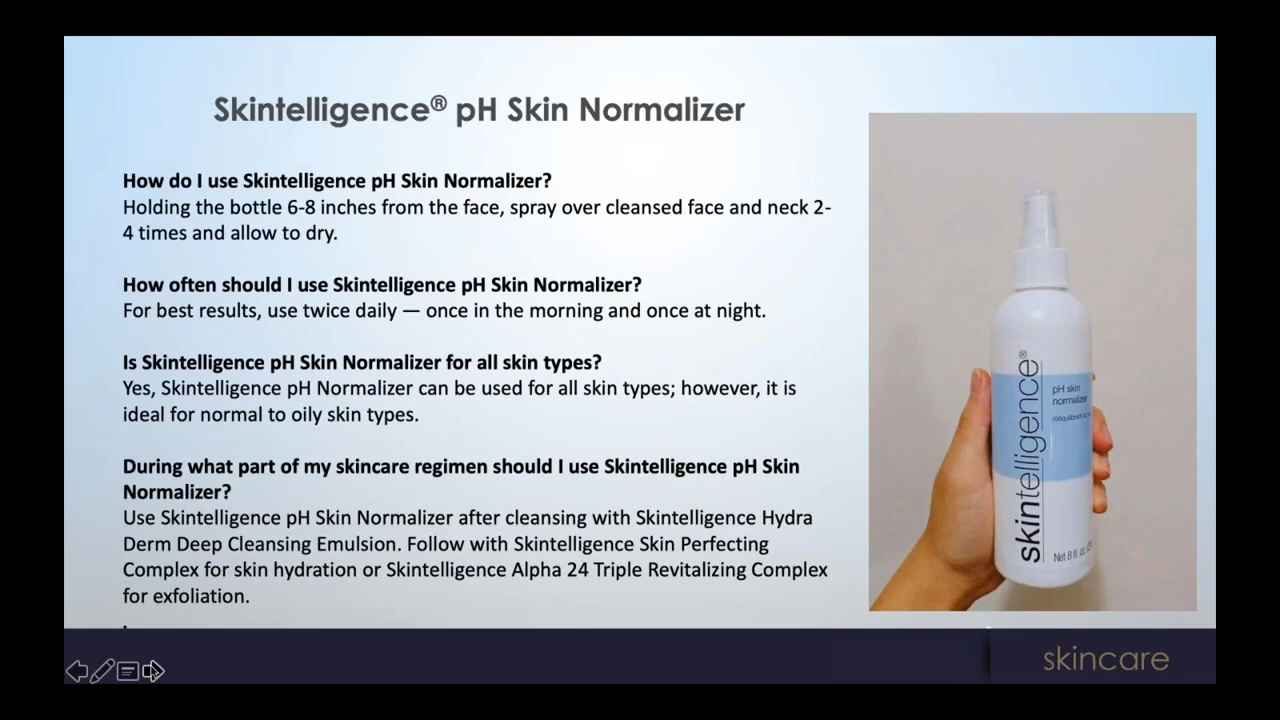 Skintelligence® pH Skin Normalizer
How do I use Skintelligence pH Skin Normalizer?
Holding the bottle 6-8 inches from the face, spray over cleansed face and neck 2-
4 times and allow to dry.
How often should I use Skintelligence pH Skin Normalizer?
For best results, use twice daily — once in the morning and once at night.
Is Skintelligence pH Skin Normalizer for all skin types?
Yes, Skintelligence pH Normalizer can be used for all skin types; however, it is
ideal for normal to oily skin types.
During what part of my skincare regimen should I use Skintelligence pH Skin
Normalizer?
Use Skintelligence pH Skin Normalizer after cleansing with Skintelligence Hydra
Derm Deep Cleansing Emulsion. Follow with Skintelligence Skin Perfecting
Complex for skin hydration or Skintelligence Alpha 24 Triple Revitalizing Complex
for exfoliation.
.
skintelligence®
pH skin
normalizer
Net 8 fl. oz.
skincare